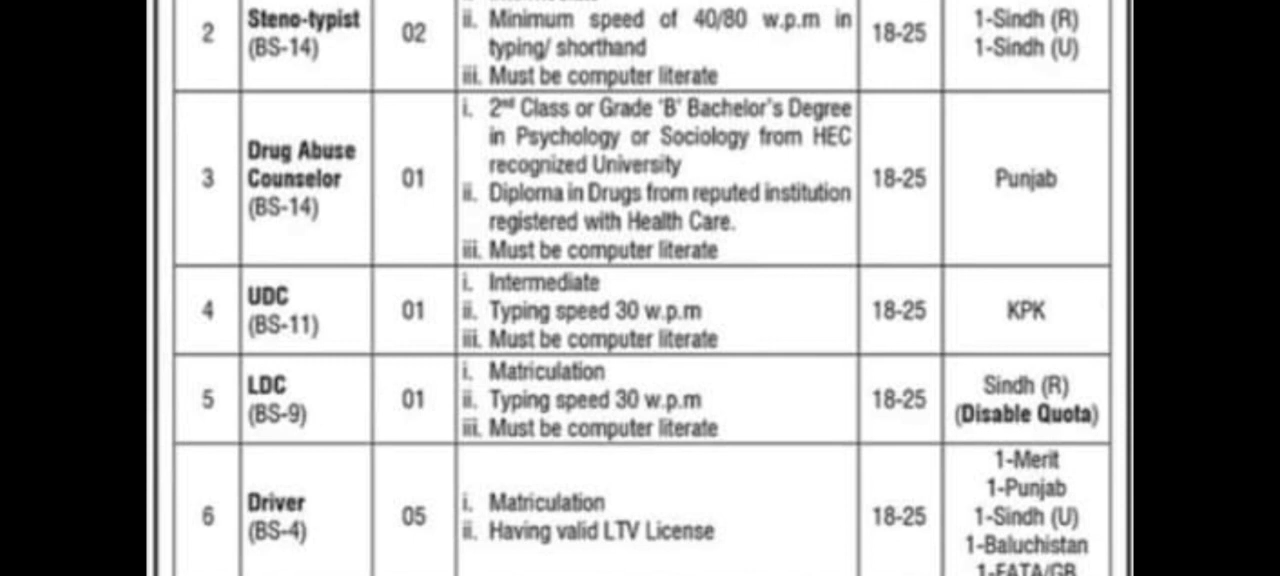 2
Steno-typist
(BS-14)
02
ii. Minimum speed of 40/80 w.p.m in
typing/ shorthand
iii. Must be computer literate
18-25
1-Sindh (R)
1-Sindh (U)
3
Drug Abuse
Counselor
(BS-14)
01
i. 2nd Class or Grade 'B' Bachelor's Degree
in Psychology or Sociology from HEC
recognized University
ii. Diploma in Drugs from reputed institution
registered with Health Care.
iii. Must be computer literate
18-25
Punjab
4
UDC
(BS-11)
01
i. Intermediate
ii. Typing speed 30 w.p.m
iii. Must be computer literate
18-25
KPK
5
LDC
(BS-9)
01
i. Matriculation
ii. Typing speed 30 w.p.m
iii. Must be computer literate
18-25
Sindh (R)
(Disable Quota)
6
Driver
(BS-4)
05
i. Matriculation
ii. Having valid LTV License
18-25
1-Merit
1-Punjab
1-Sindh (U)
1-Baluchistan
1-FATA/GB